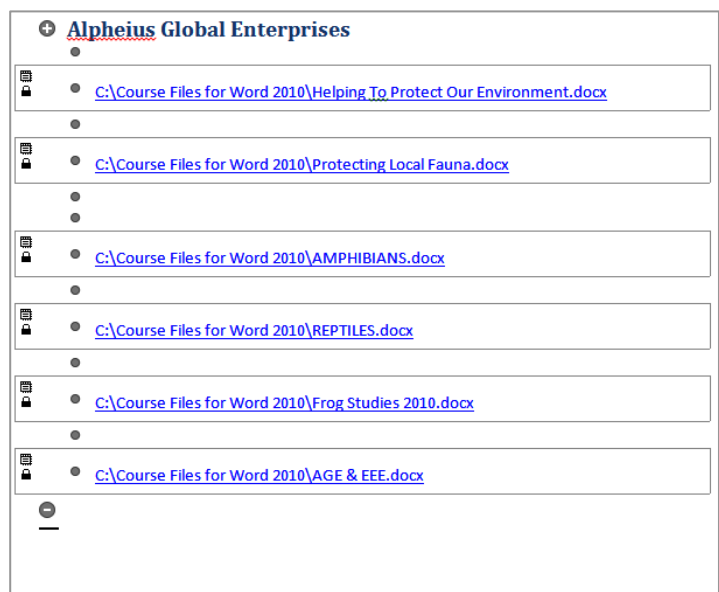 Alpheius Global Enterprises
C:\Course Files for Word 2010\Helping To Protect Our Environment.docx
C:\Course Files for Word 2010\Protecting Local Fauna.docx
C:\Course Files for Word 2010\AMPHIBIANS.docx
C:\Course Files for Word 2010\REPTILES.docx
C:\Course Files for Word 2010\Frog Studies 2010.docx
C:\Course Files for Word 2010\AGE & EEE.docx